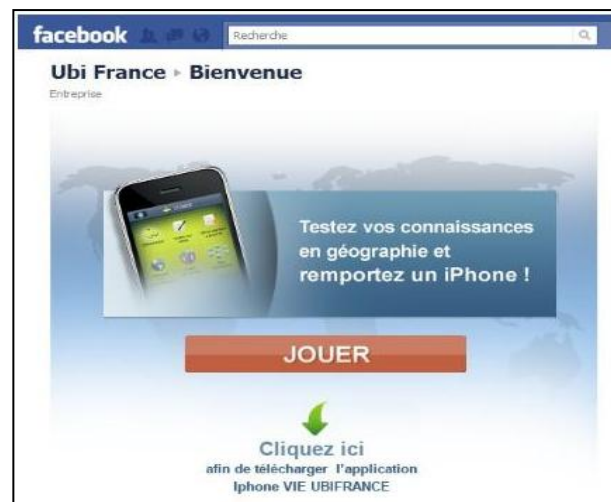 facebook
Recherche
Ubi France ▸ Bienvenue
Entreprise
Testez vos connaissances
en géographie et
remportez un iPhone !
JOUER
Cliquez ici
afin de télécharger l'application
Iphone VIE UBIFRANCE